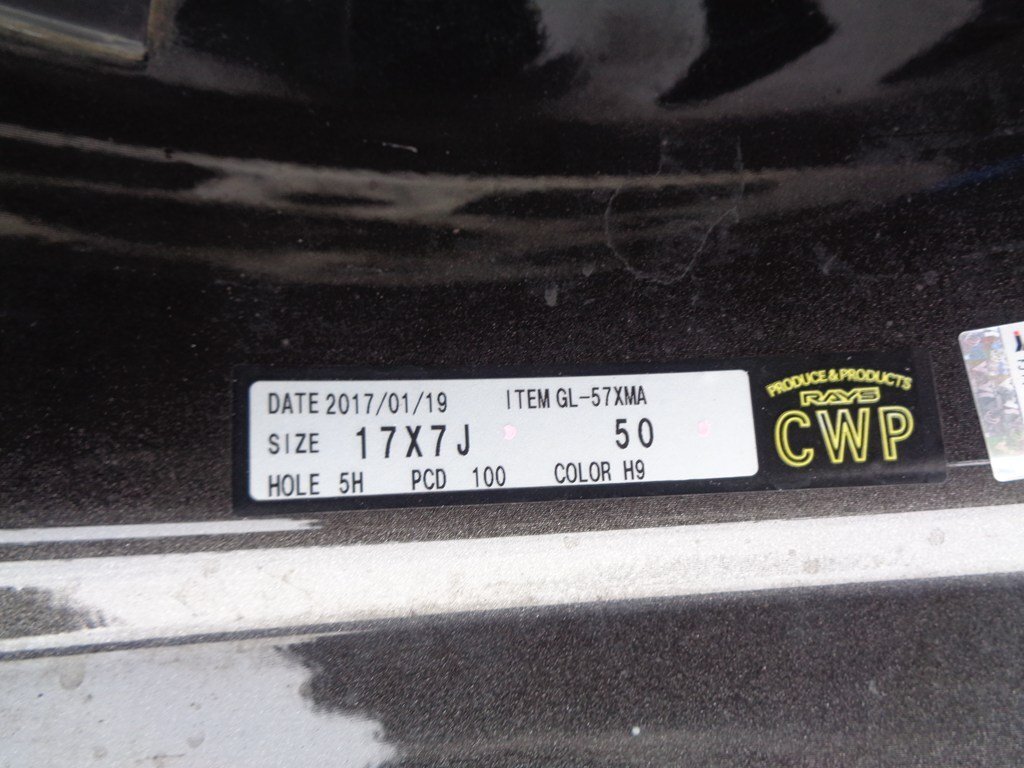 DATE 2017/01/19 ITEM GL-57XMA
SIZE 17X7J 50
HOLE 5H PCD 100 COLOR H9
PRODUCE & PRODUCTS
RAYS
CWP